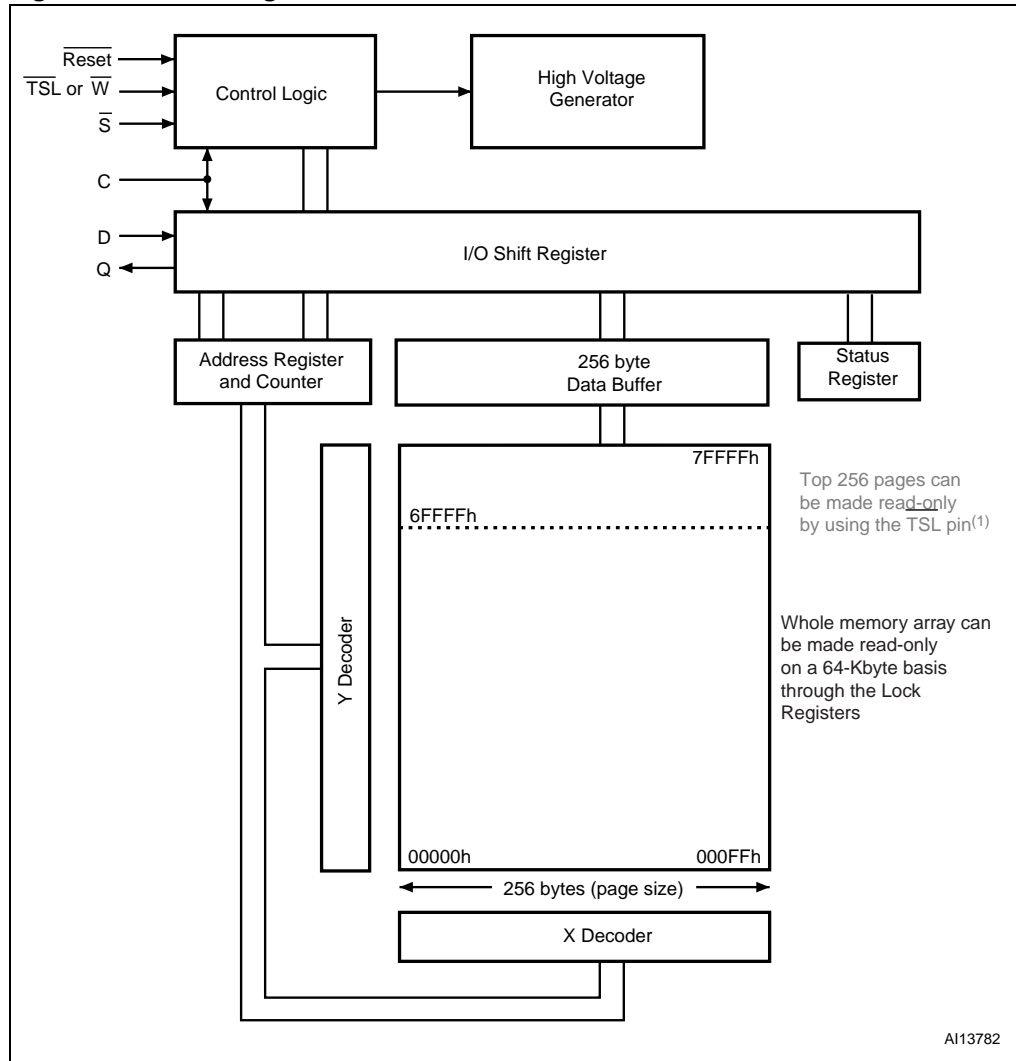 Reset
TSL or W
S
C
D
Q
Control Logic
High Voltage
Generator
I/O Shift Register
Address Register
and Counter
256 byte
Data Buffer
Status
Register
7FFFFh
6FFFFh
Top 256 pages can
be made read-only
by using the TSL pin(1)
Y Decoder
Whole memory array can
be made read-only
on a 64-Kbyte basis
through the Lock
Registers
00000h
000FFh
256 bytes (page size)
X Decoder
AI13782